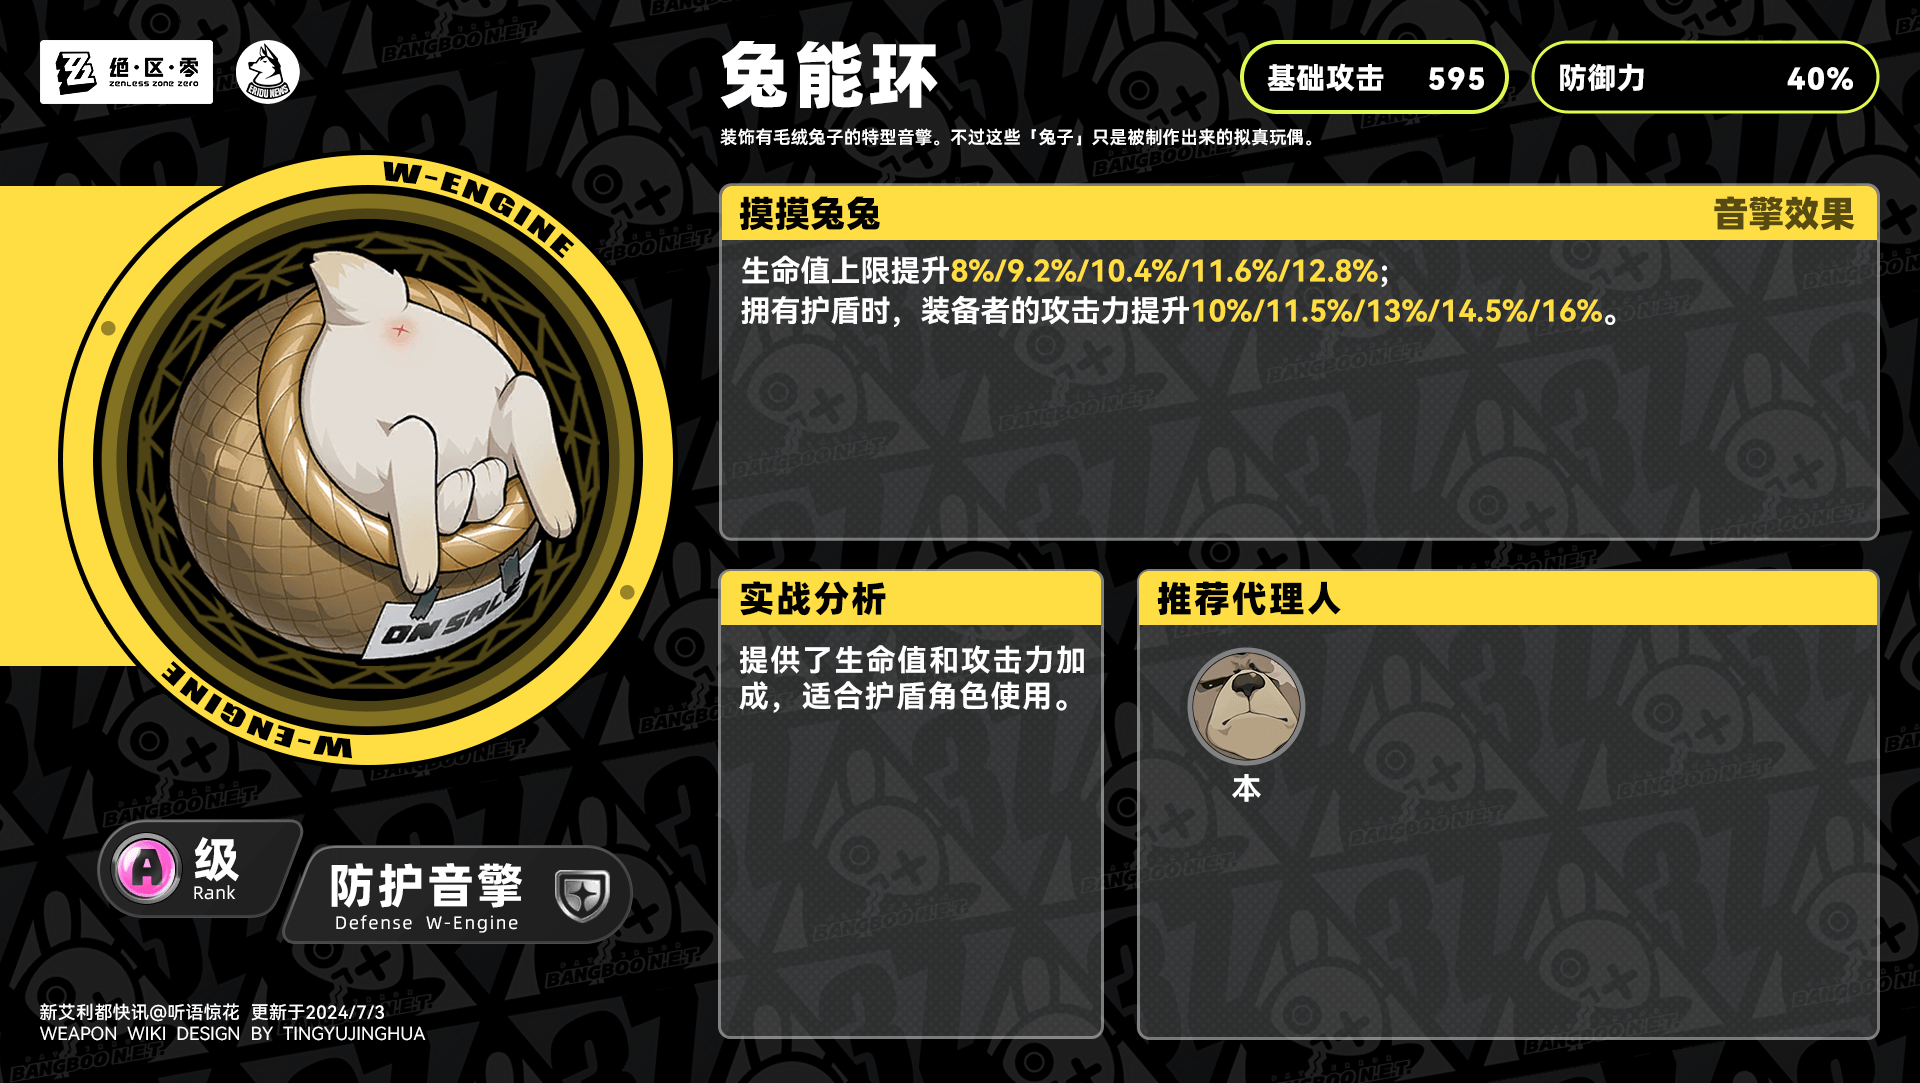 绝·区·零
ZENLESS ZONE ZERO
ERIDU NEWS
兔能环
基础攻击 595
防御力 40%
装饰有毛绒兔子的特型音擎。不过这些「兔子」只是被制作出来的拟真玩偶。
W-ENGINE
ON SALE
W-ENGINE
摸摸兔兔 音擎效果
生命值上限提升8%/9.2%/10.4%/11.6%/12.8%;
拥有护盾时，装备者的攻击力提升10%/11.5%/13%/14.5%/16%。
实战分析
提供了生命值和攻击力加
成，适合护盾角色使用。
推荐代理人
本
A 级
Rank
防护音擎
Defense W-Engine
新艾利都快讯@听语惊花 更新于2024/7/3
WEAPON WIKI DESIGN BY TINGYUJINGHUA
BANGBOO N.E.T.